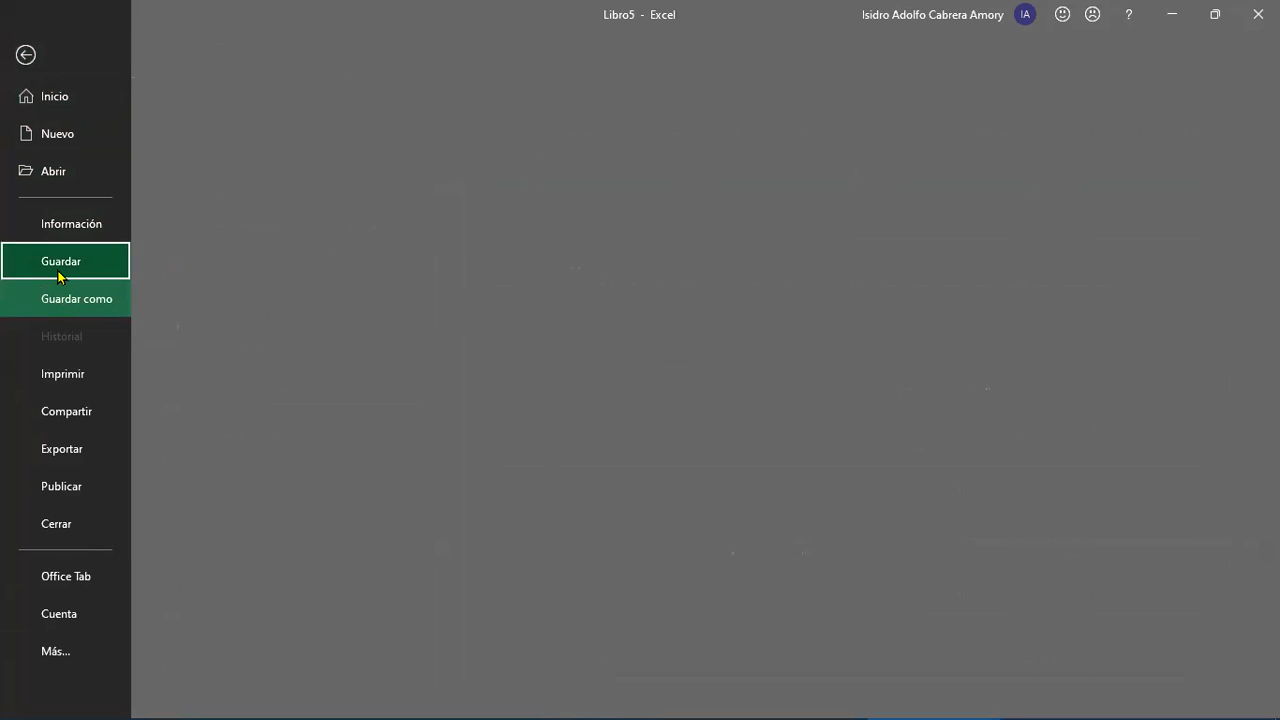 Libro5 - Excel
Isidro Adolfo Cabrera Amory IA ?
Inicio
Nuevo
Abrir
Información
Guardar
Guardar como
Historial
Imprimir
Compartir
Exportar
Publicar
Cerrar
Office Tab
Cuenta
Más...